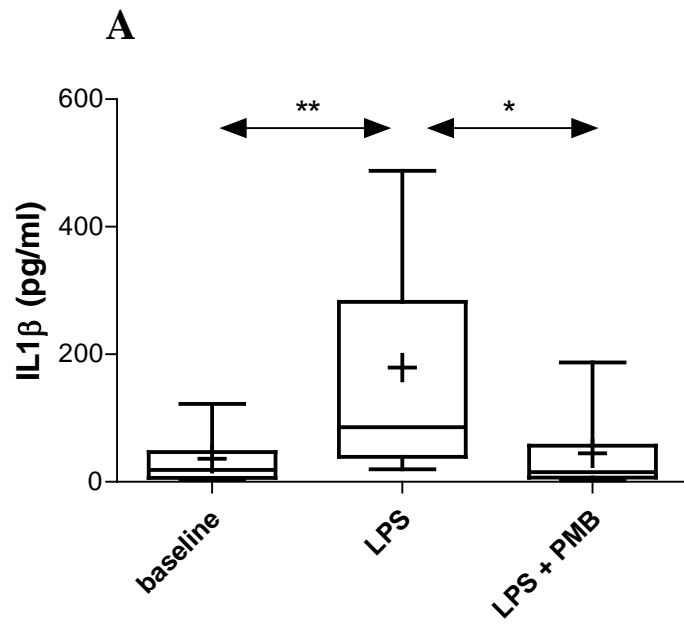 A
** *
600
400
200
0
IL1β (pg/ml)
baseline
LPS
LPS + PMB